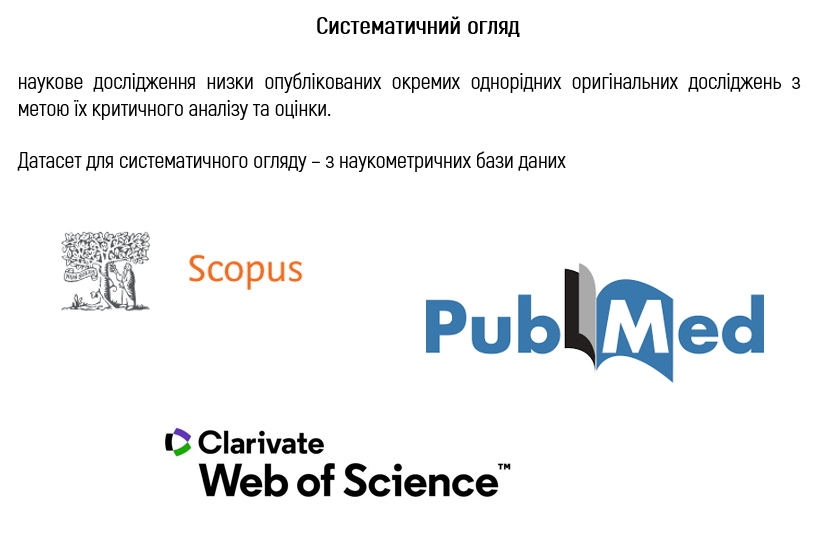 Систематичний огляд
наукове дослідження низки опублікованих окремих однорідних оригінальних досліджень з
метою їх критичного аналізу та оцінки.
Датасет для систематичного огляду – з наукометричних бази даних
Scopus
PubMed
Clarivate
Web of Science™